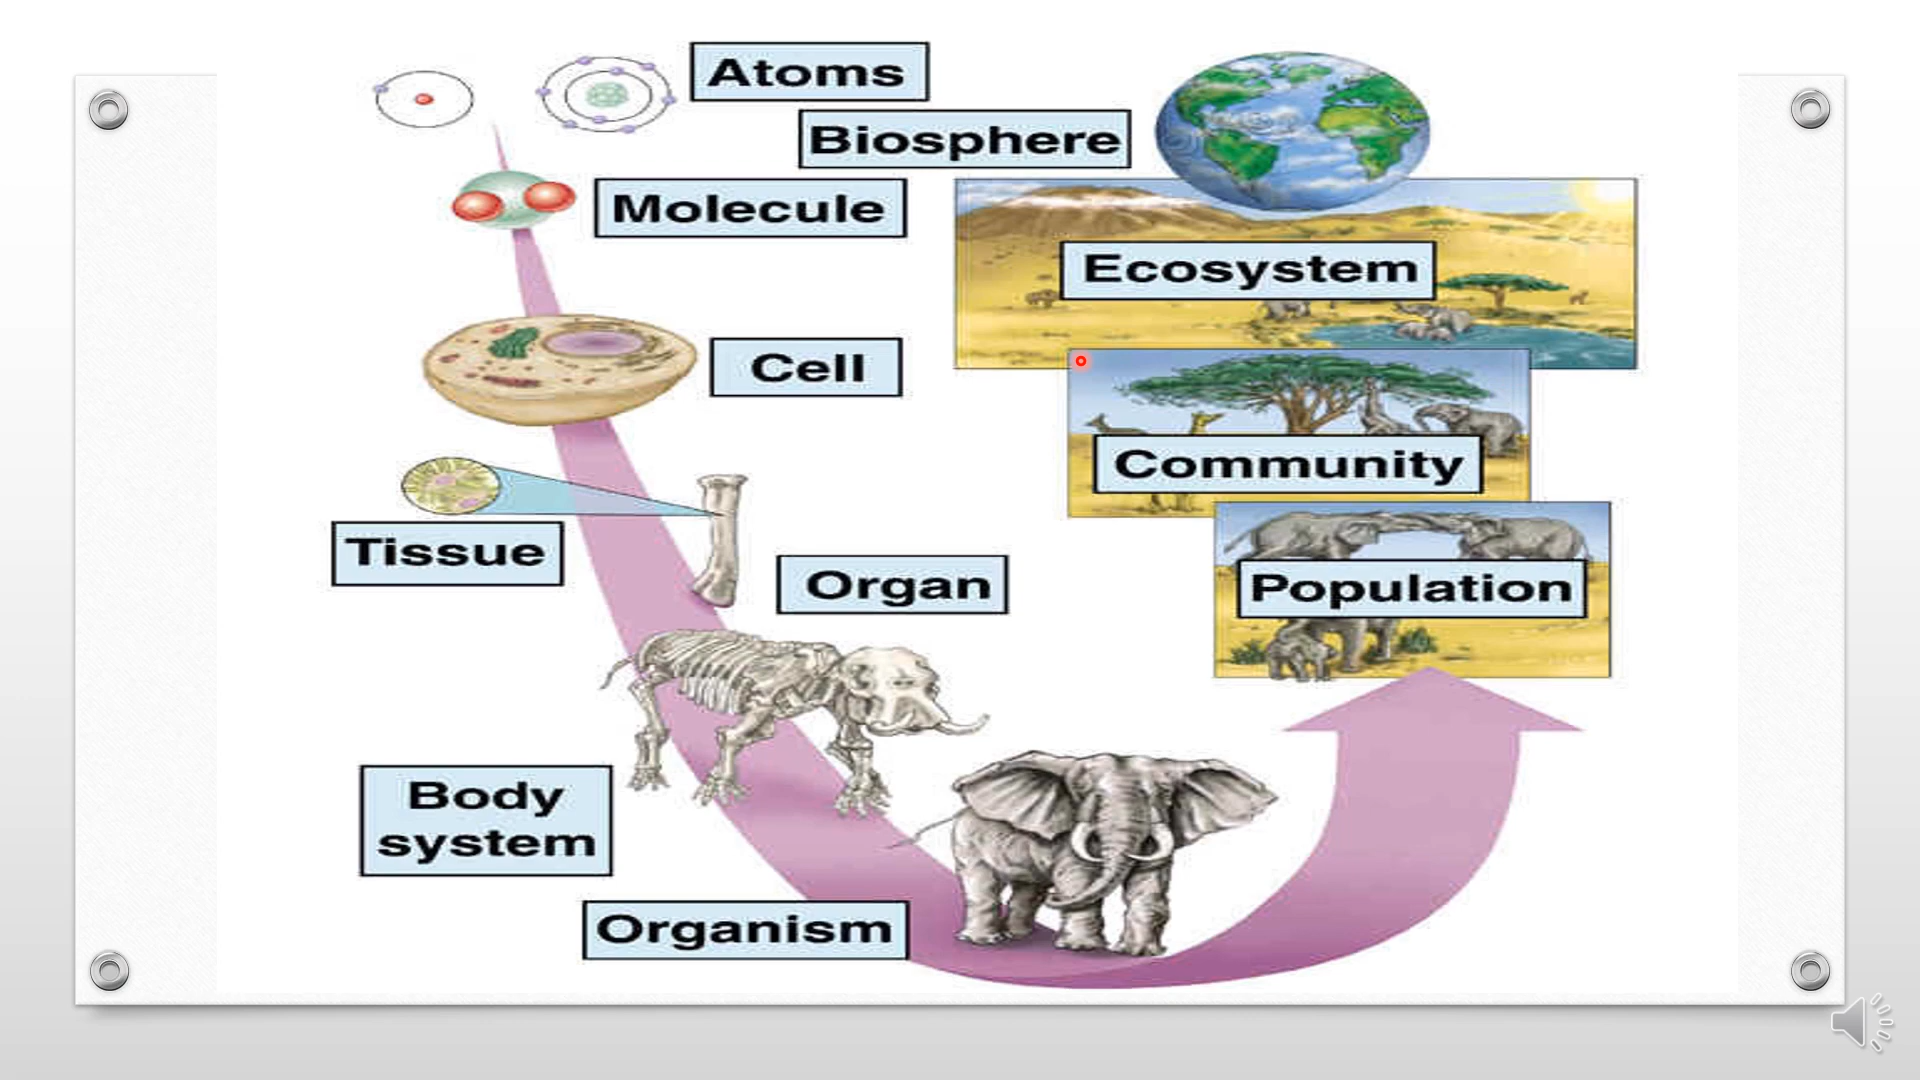 Atoms
Biosphere
Molecule
Ecosystem
Cell
Community
Tissue
Organ
Population
Body
system
Organism